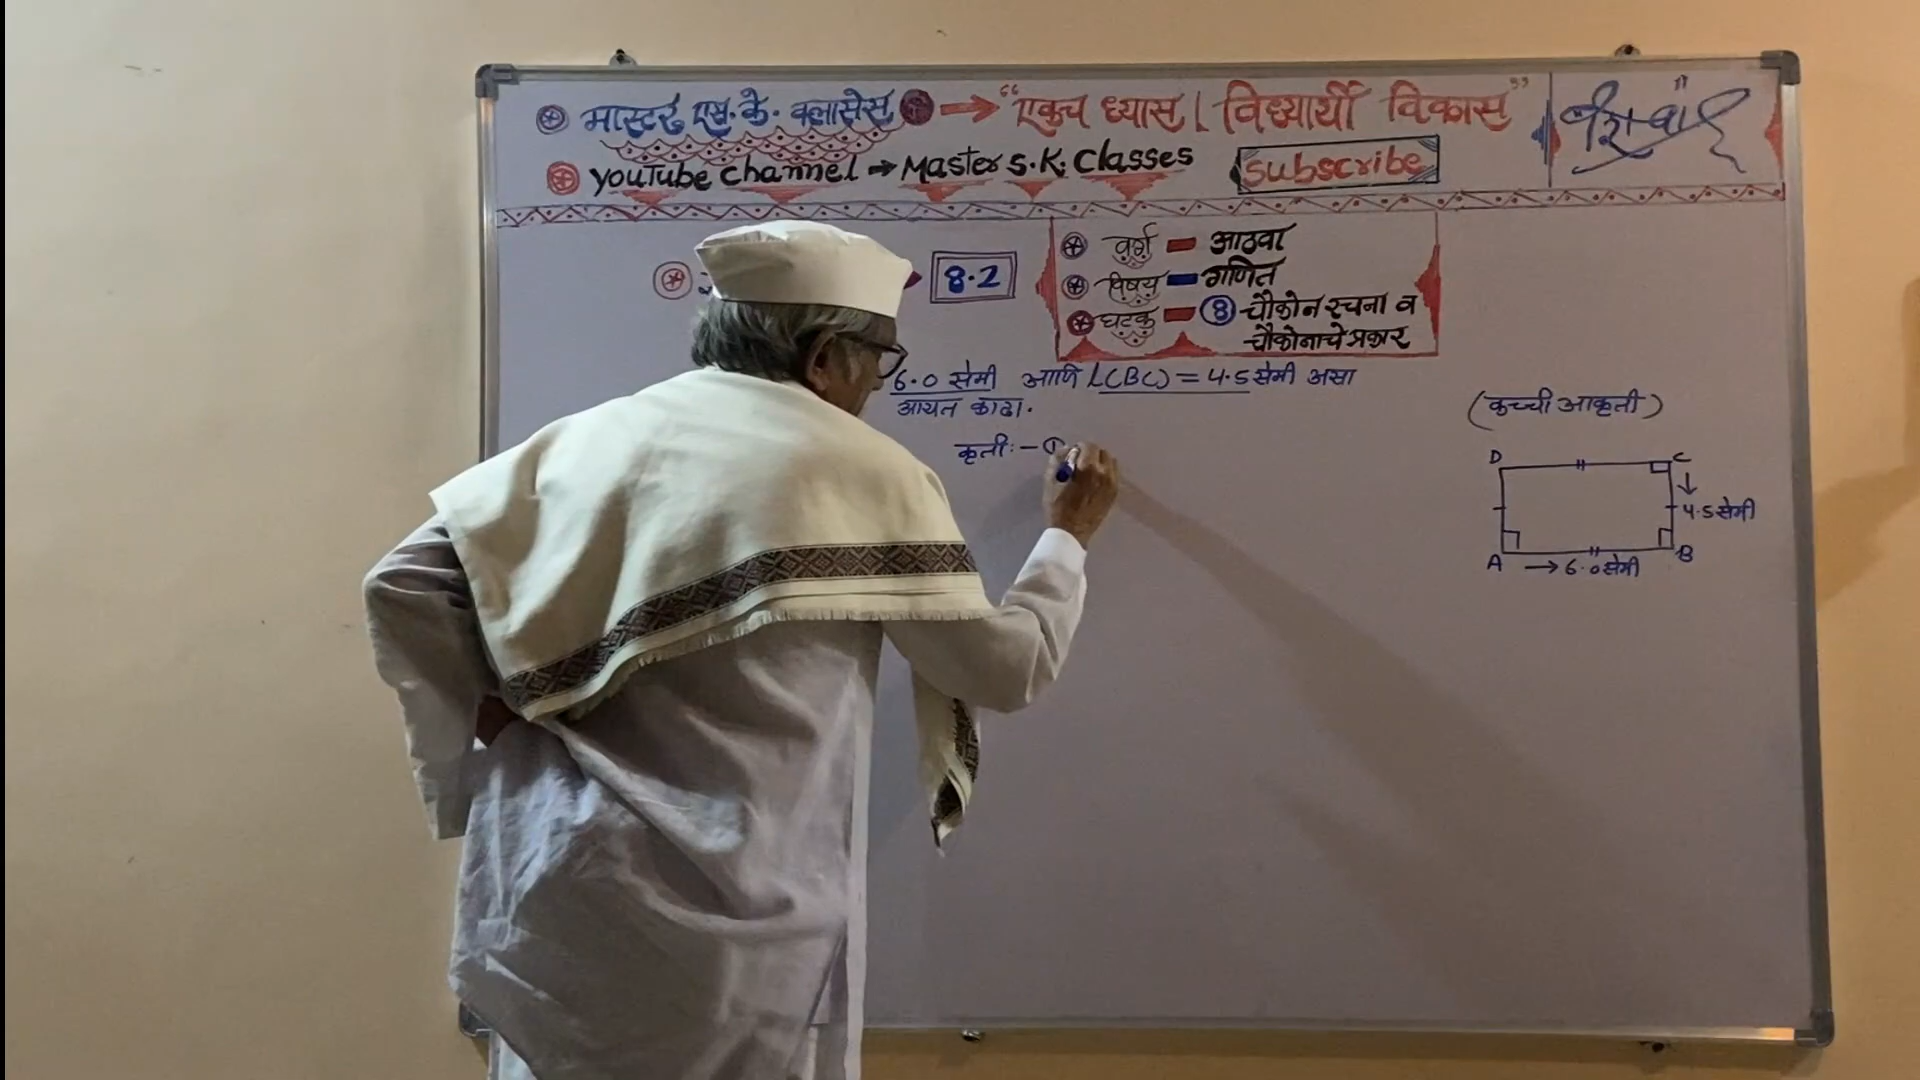 मास्टर एस.के. क्लासेस → "एकच ध्यास। विध्यार्थी विकास"
YouTube channel → Master S.K. Classes Subscribe
8.2
वर्ग - आठवा
विषय - गणित
घटक - ⑧ चौकोन रचना व
चौकोनाचे प्रकार
6.0 सेमी आणि l(BC) = 4.5 सेमी असा
आयत काढा.
कृती :- ①
(कच्ची आकृती)
D C
↓
4.5 सेमी
A → 6.0 सेमी B